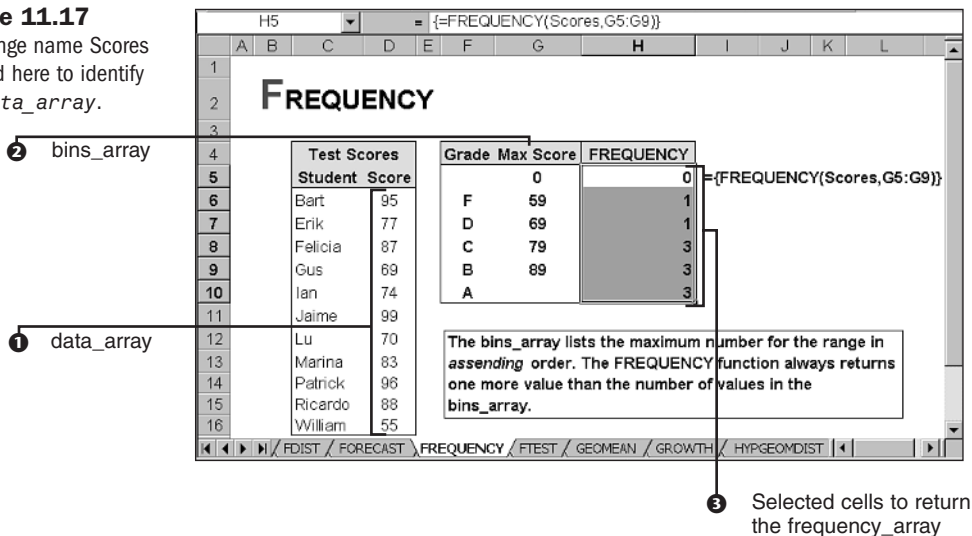 e 11.17
nge name Scores
d here to identify
ta_array.
H5 = {=FREQUENCY(Scores,G5:G9)}
A B C D E F G H I J K L
1
2 FREQUENCY
3
4 Test Scores Grade Max Score FREQUENCY
5 Student Score 0 0 ={FREQUENCY(Scores,G5:G9)}
6 Bart 95 F 59 1
7 Erik 77 D 69 1
8 Felicia 87 C 79 3
9 Gus 69 B 89 3
10 Ian 74 A 3
11 Jaime 99
12 Lu 70 The bins_array lists the maximum number for the range in
13 Marina 83 assending order. The FREQUENCY function always returns
14 Patrick 96 one more value than the number of values in the
15 Ricardo 88 bins_array.
16 William 55
FDIST / FORECAST FREQUENCY / FTEST / GEOMEAN / GROWTH / HYPGEOMDIST
2 bins_array
1 data_array
3 Selected cells to return
the frequency_array